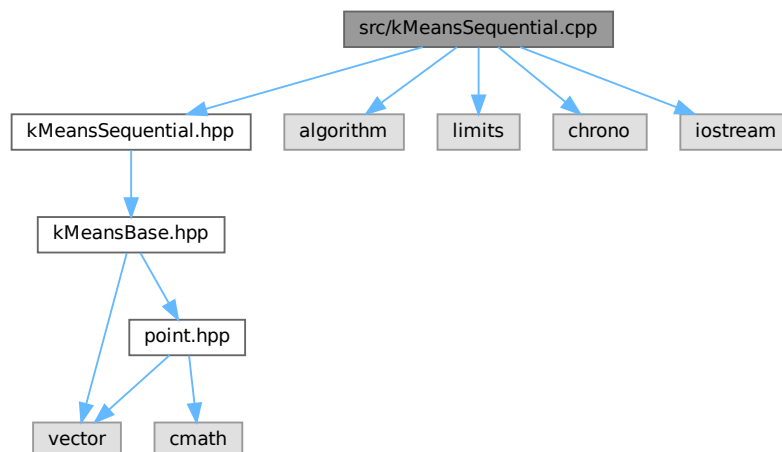 src/kMeansSequential.cpp
kMeansSequential.hpp
algorithm
limits
chrono
iostream
kMeansBase.hpp
point.hpp
vector
cmath